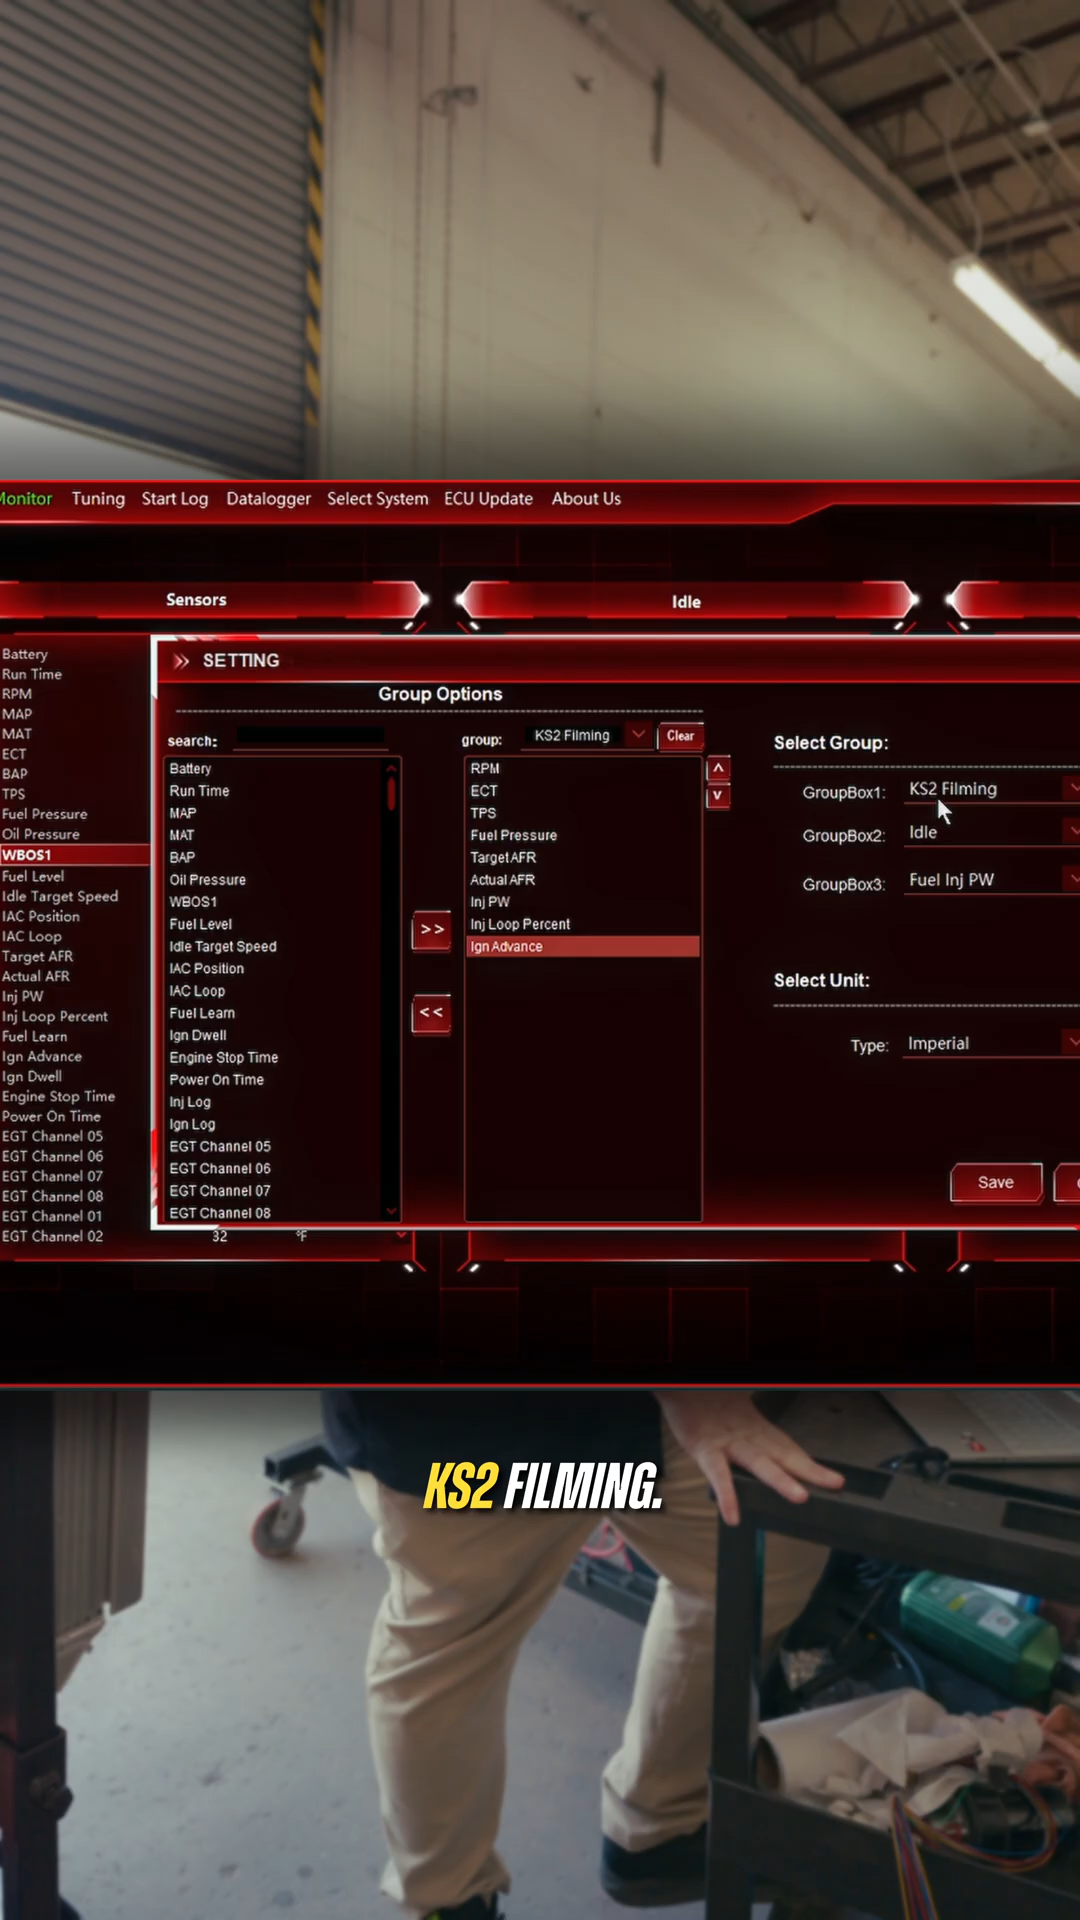 Monitor Tuning Start Log Datalogger Select System ECU Update About Us
Sensors
Idle
Battery
Run Time
RPM
MAP
MAT
ECT
BAP
TPS
Fuel Pressure
Oil Pressure
WBOS1
Fuel Level
Idle Target Speed
IAC Position
IAC Loop
Target AFR
Actual AFR
Inj PW
Inj Loop Percent
Fuel Learn
Ign Advance
Ign Dwell
Engine Stop Time
Power On Time
EGT Channel 05
EGT Channel 06
EGT Channel 07
EGT Channel 08
EGT Channel 01
EGT Channel 02 32 °F
>> SETTING
Group Options
search:
Battery
Run Time
MAP
MAT
BAP
Oil Pressure
WBOS1
Fuel Level
Idle Target Speed
IAC Position
IAC Loop
Fuel Learn
Ign Dwell
Engine Stop Time
Power On Time
Inj Log
Ign Log
EGT Channel 05
EGT Channel 06
EGT Channel 07
EGT Channel 08
>>
<<
group: KS2 Filming Clear
RPM
ECT
TPS
Fuel Pressure
Target AFR
Actual AFR
Inj PW
Inj Loop Percent
Ign Advance
Select Group:
GroupBox1: KS2 Filming
GroupBox2: Idle
GroupBox3: Fuel Inj PW
Select Unit:
Type: Imperial
Save
KS2 FILMING.